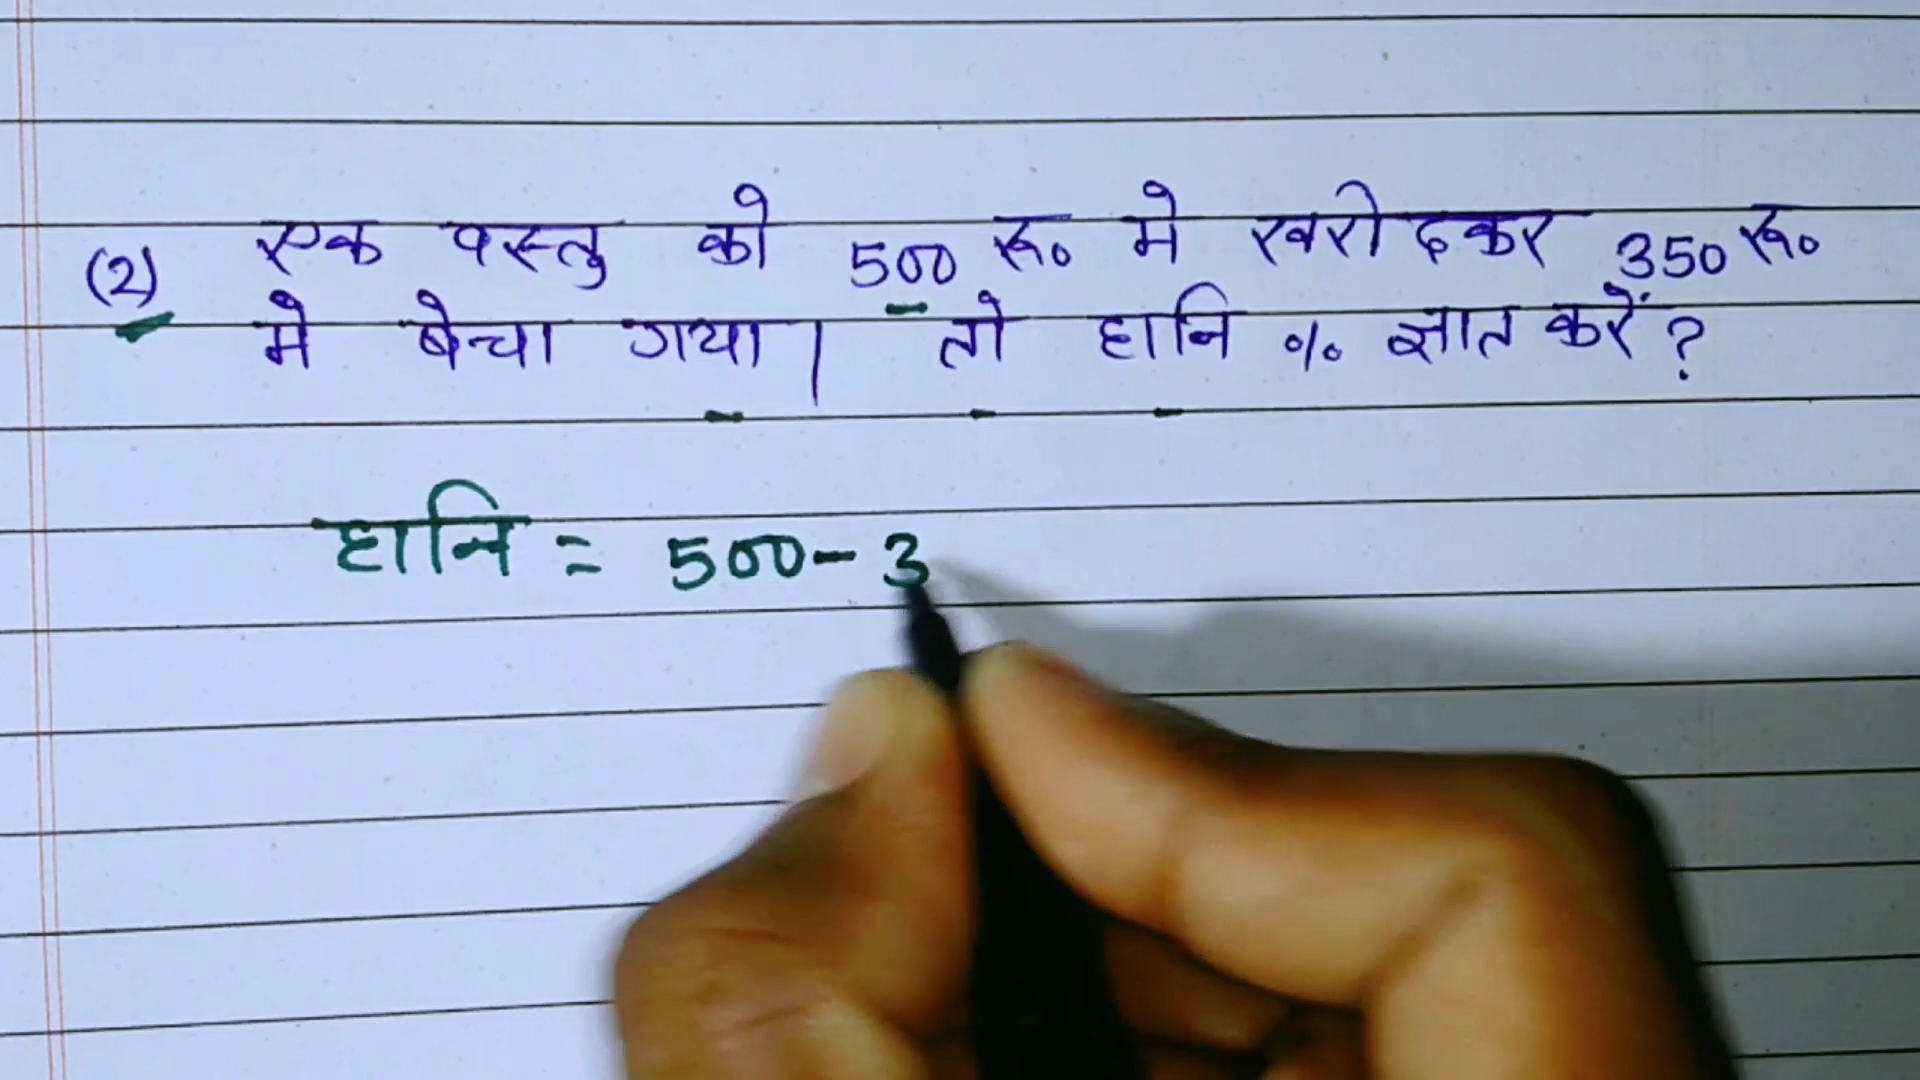 (2) एक वस्तु को 500 रू० मे खरीदकर 350 रू०
मे बेचा गया। तो हानि % ज्ञात करें ?
हानि = 500 - 3